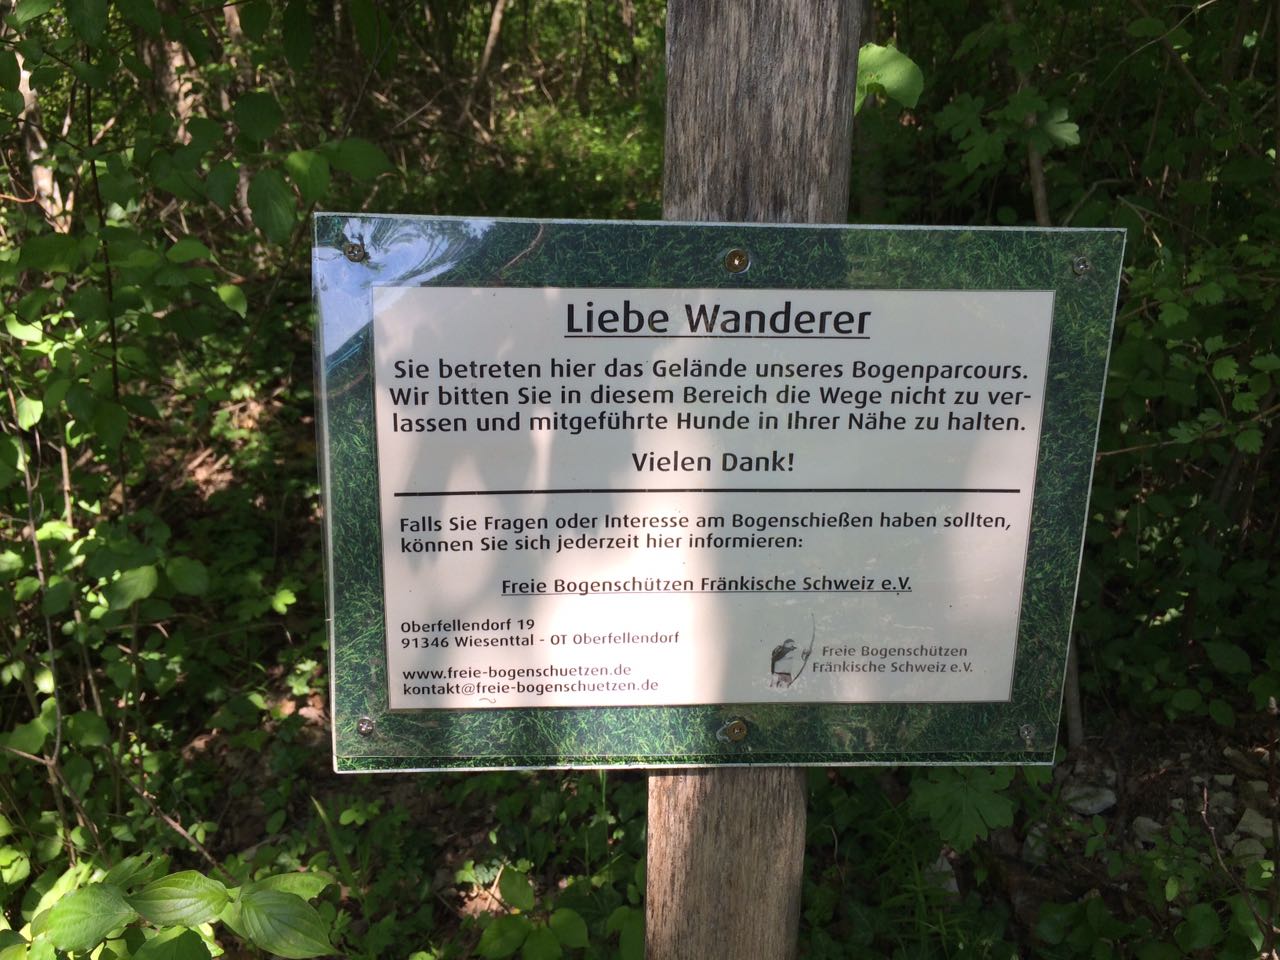 Liebe Wanderer
Sie betreten hier das Gelände unseres Bogenparcours.
Wir bitten Sie in diesem Bereich die Wege nicht zu ver-
lassen und mitgeführte Hunde in Ihrer Nähe zu halten.
Vielen Dank!
Falls Sie Fragen oder Interesse am Bogenschießen haben sollten,
können Sie sich jederzeit hier informieren:
Freie Bogenschützen Fränkische Schweiz e.V.
Oberfellendorf 19
91346 Wiesenttal - OT Oberfellendorf
www.freie-bogenschuetzen.de
kontakt@freie-bogenschuetzen.de
Freie Bogenschützen
Fränkische Schweiz e.V.